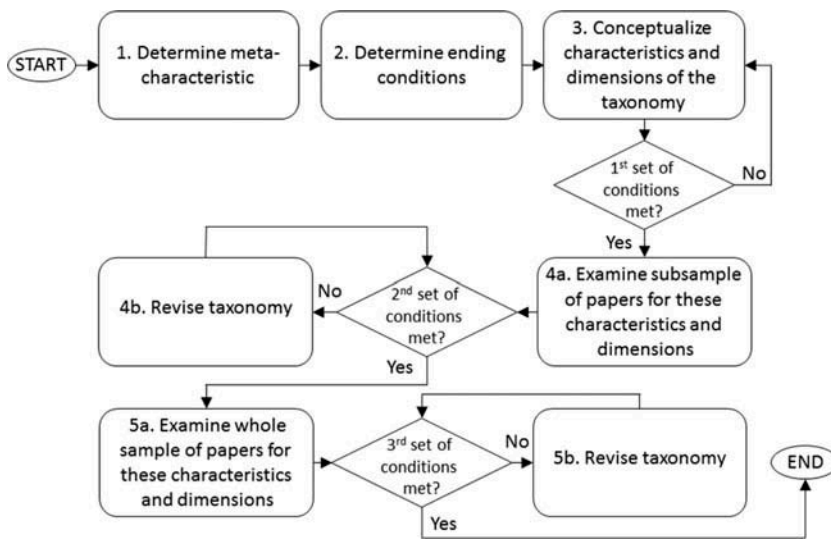 START
1. Determine meta-
characteristic
2. Determine ending
conditions
3. Conceptualize
characteristics and
dimensions of the
taxonomy
1st set of
conditions
met?
No
Yes
4a. Examine subsample
of papers for these
characteristics and
dimensions
2nd set of
conditions
met?
No
4b. Revise taxonomy
Yes
5a. Examine whole
sample of papers for
these characteristics
and dimensions
3rd set of
conditions
met?
No
5b. Revise taxonomy
Yes
END